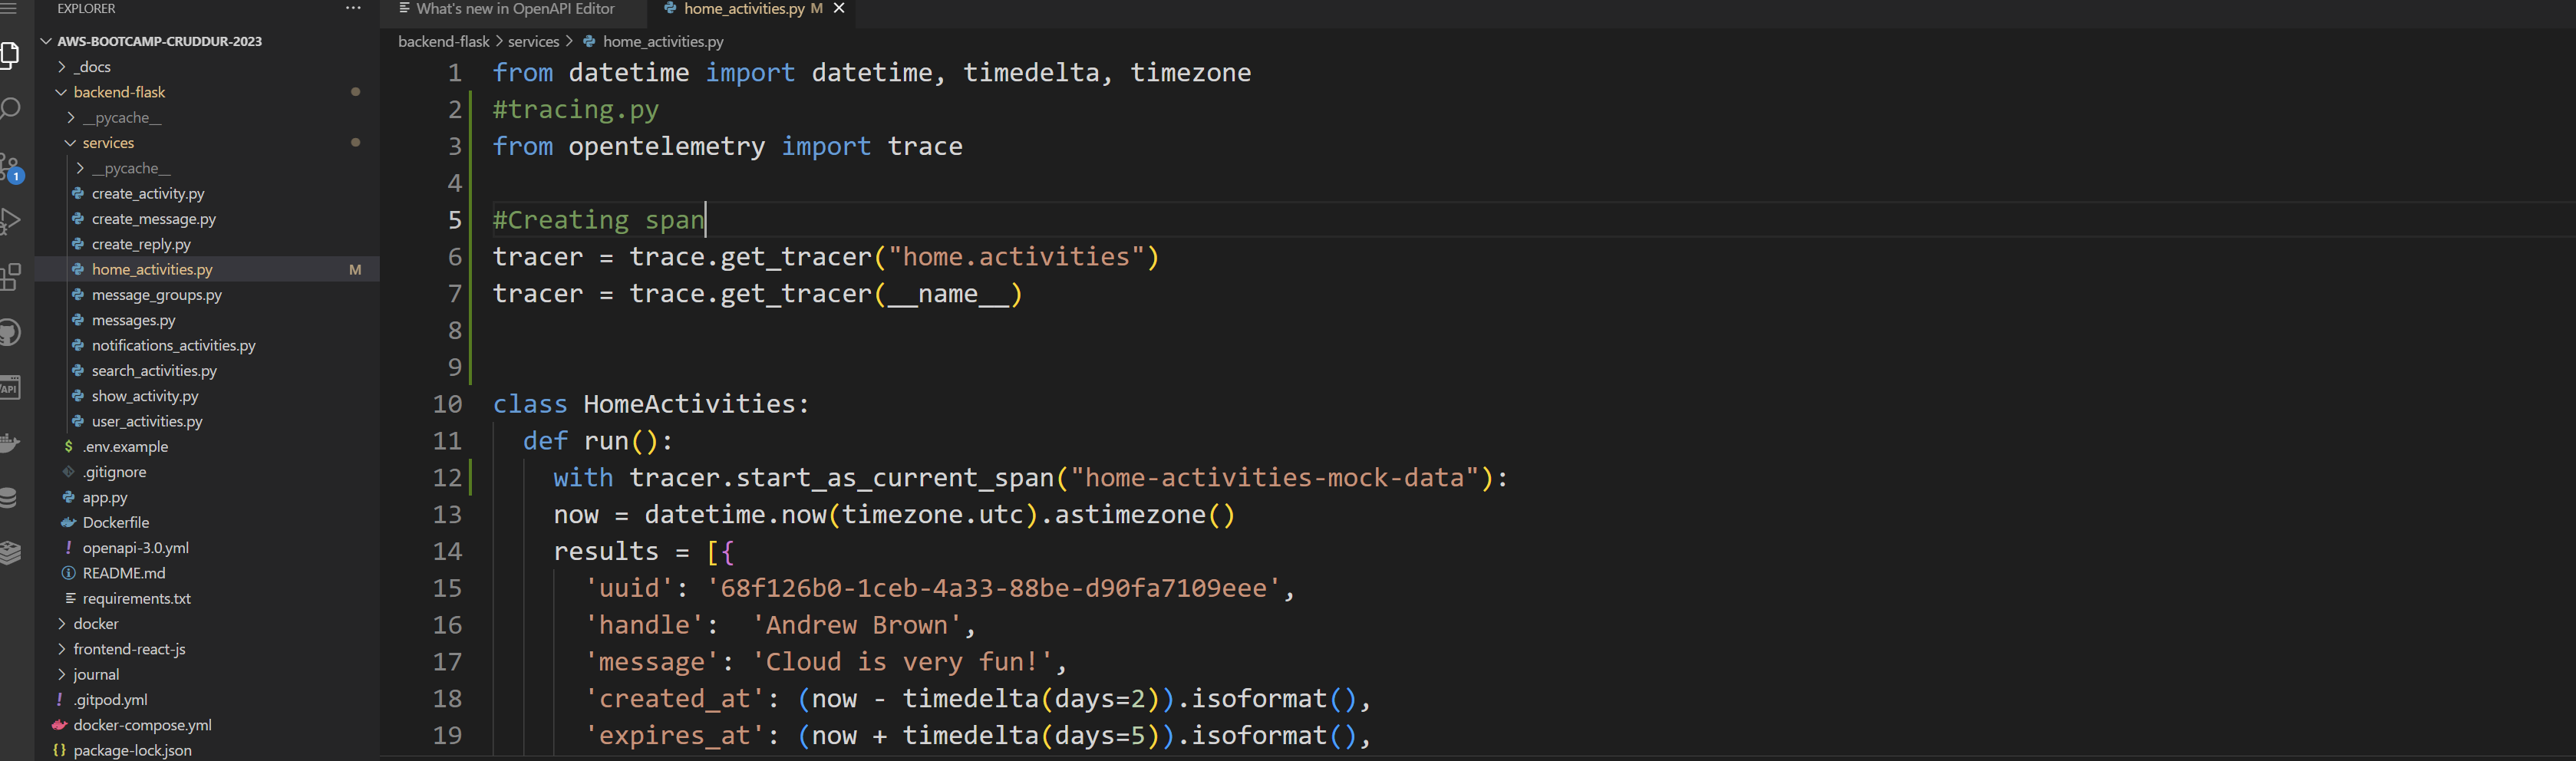 EXPLORER
...
AWS-BOOTCAMP-CRUDDUR-2023
_docs
backend-flask
__pycache__
services
__pycache__
create_activity.py
create_message.py
create_reply.py
home_activities.py M
message_groups.py
messages.py
notifications_activities.py
search_activities.py
show_activity.py
user_activities.py
$ .env.example
.gitignore
app.py
Dockerfile
! openapi-3.0.yml
README.md
requirements.txt
docker
frontend-react-js
journal
! .gitpod.yml
docker-compose.yml
{} package-lock.json
1
API
What's new in OpenAPI Editor
home_activities.py M
backend-flask > services > home_activities.py
1 from datetime import datetime, timedelta, timezone
2 #tracing.py
3 from opentelemetry import trace
4
5 #Creating span
6 tracer = trace.get_tracer("home.activities")
7 tracer = trace.get_tracer(__name__)
8
9
10 class HomeActivities:
11 def run():
12 with tracer.start_as_current_span("home-activities-mock-data"):
13 now = datetime.now(timezone.utc).astimezone()
14 results = [{
15 'uuid': '68f126b0-1ceb-4a33-88be-d90fa7109eee',
16 'handle':  'Andrew Brown',
17 'message': 'Cloud is very fun!',
18 'created_at': (now - timedelta(days=2)).isoformat(),
19 'expires_at': (now + timedelta(days=5)).isoformat(),